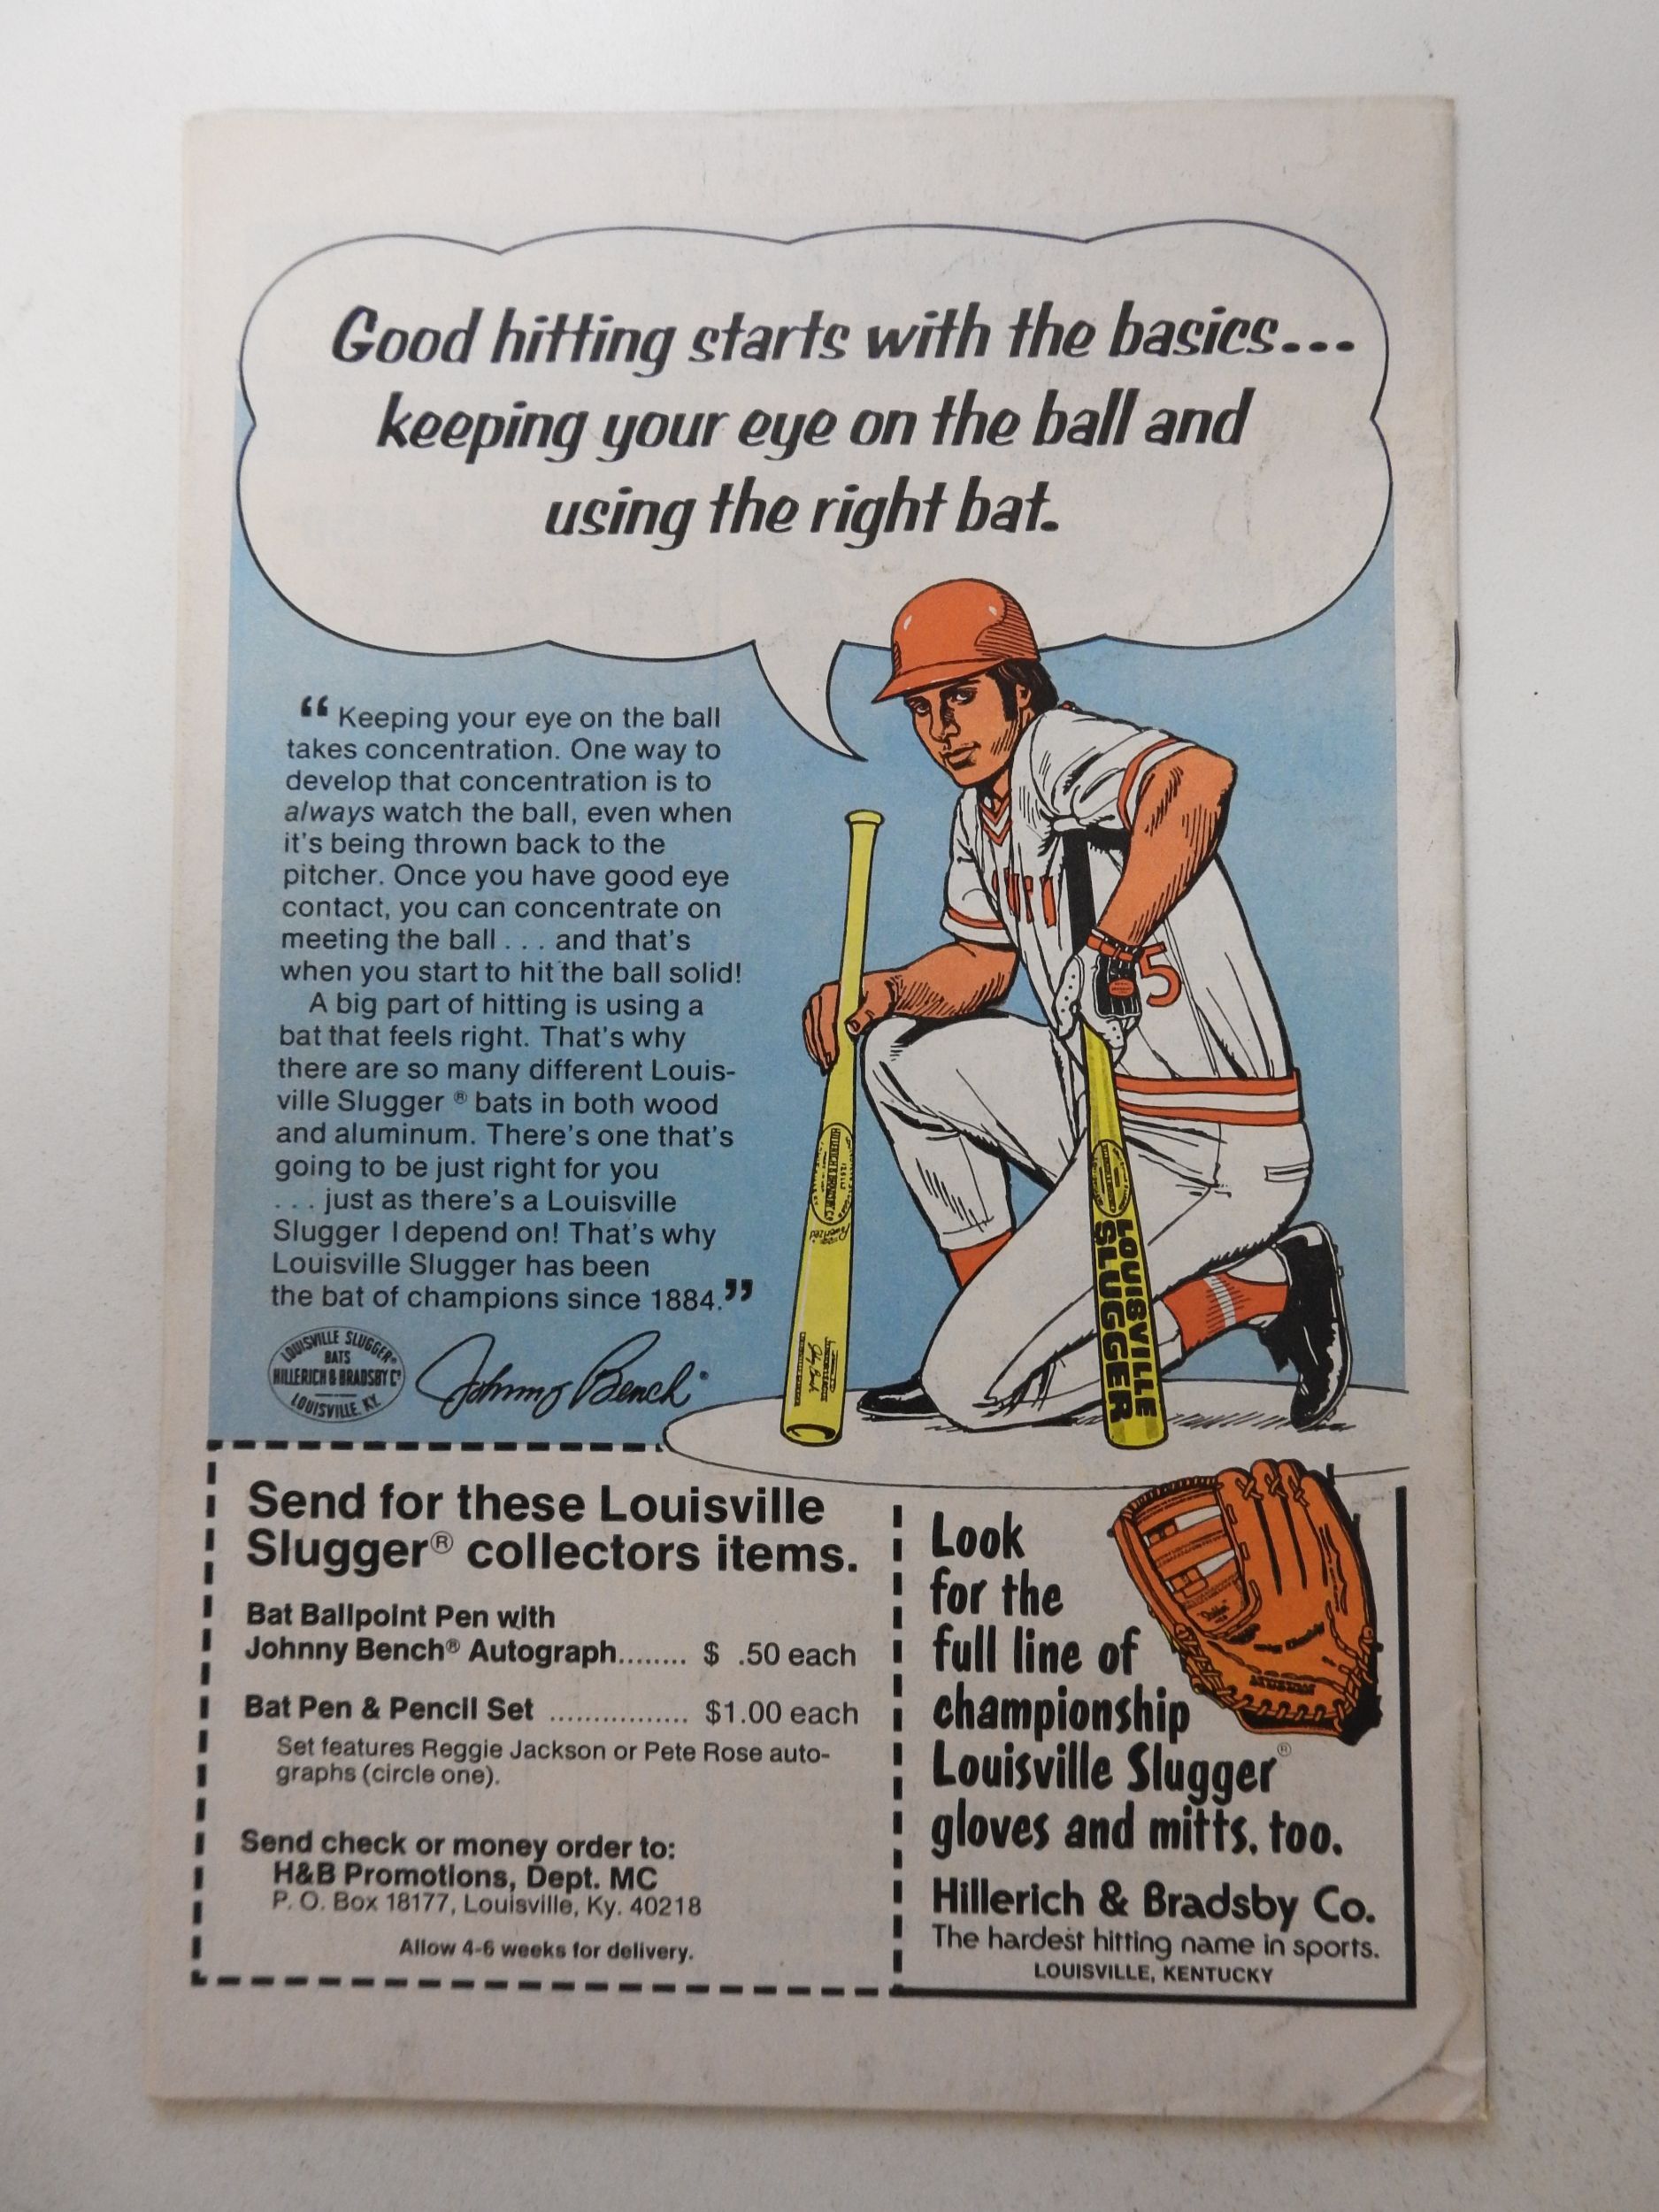 Good hitting starts with the basics...
keeping your eye on the ball and
using the right bat.
“ Keeping your eye on the ball
takes concentration. One way to
develop that concentration is to
always watch the ball, even when
it's being thrown back to the
pitcher. Once you have good eye
contact, you can concentrate on
meeting the ball . . . and that's
when you start to hit the ball solid!
A big part of hitting is using a
bat that feels right. That's why
there are so many different Louis-
ville Slugger ® bats in both wood
and aluminum. There's one that's
going to be just right for you
. . . just as there's a Louisville
Slugger I depend on! That's why
Louisville Slugger has been
the bat of champions since 1884.”
LOUISVILLE SLUGGER®
BATS
HILLERICH & BRADSBY Cº
LOUISVILLE, KY.
Johnny Bench
5
HILLERICH & BRADSBY Cº
LOUISVILLE
SLUGGER
Send for these Louisville
Slugger® collectors items.
Bat Ballpoint Pen with
Johnny Bench® Autograph........ $ .50 each
Bat Pen & Pencil Set ................ $1.00 each
Set features Reggie Jackson or Pete Rose auto-
graphs (circle one).
Send check or money order to:
H&B Promotions, Dept. MC
P. O. Box 18177, Louisville, Ky. 40218
Allow 4-6 weeks for delivery.
Look
for the
full line of
championship
Louisville Slugger®
gloves and mitts, too.
Hillerich & Bradsby Co.
The hardest hitting name in sports.
LOUISVILLE, KENTUCKY